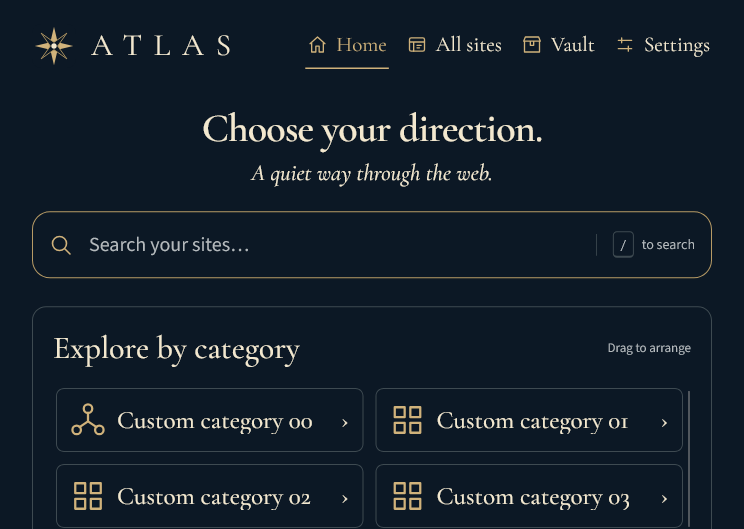 ATLAS
Home
All sites
Vault
Settings
Choose your direction.
A quiet way through the web.
Search your sites…
/ to search
Explore by category
Drag to arrange
Custom category 00 ›
Custom category 01 ›
Custom category 02 ›
Custom category 03 ›